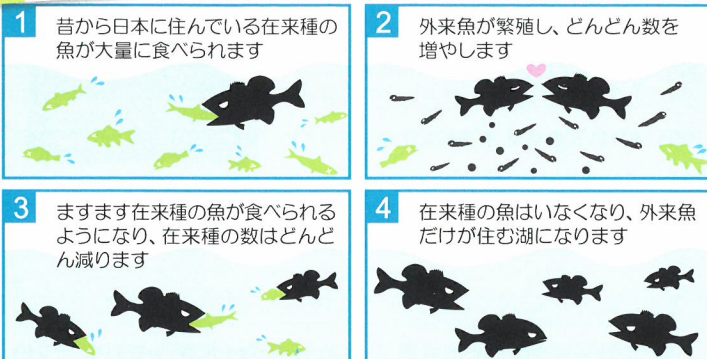 1
昔から日本に住んでいる在来種の
魚が大量に食べられます
2
外来魚が繁殖し、どんどん数を
増やします
3
ますます在来種の魚が食べられる
ようになり、在来種の数はどんど
ん減ります
4
在来種の魚はいなくなり、外来魚
だけが住む湖になります